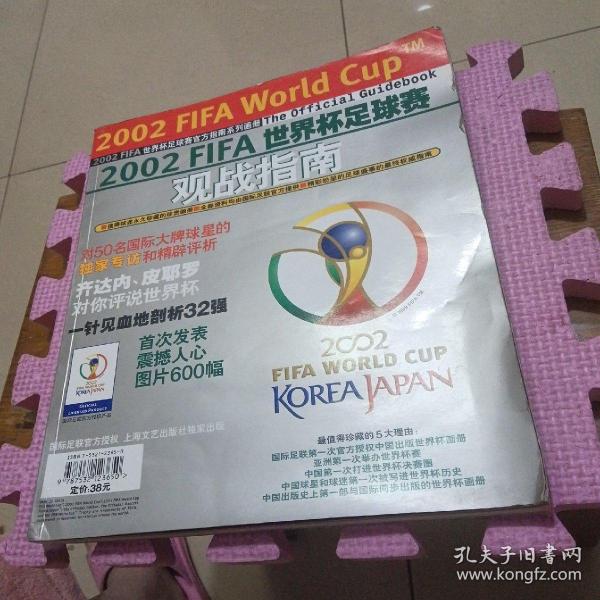 2002 FIFA World Cup™
2002 FIFA 世界杯足球赛官方指南系列画册 The Official Guidebook
2002 FIFA 世界杯足球赛
观战指南
对50名国际大牌球星的
独家专访和精辟评析
齐达内、皮耶罗
对你评说世界杯
一针见血地剖析32强
首次发表
震撼人心
图片600幅
2002
FIFA WORLD CUP
KOREA JAPAN
2002
KOREA JAPAN
OFFICIAL
LICENSED PRODUCT
国际足联官方授权 上海文艺出版社独家出版
9787532123650
定价:38元
最值得珍藏的5大理由:
国际足联第一次官方授权中国出版世界杯画册
亚洲第一次举办世界杯赛
中国第一次打进世界杯决赛圈
中国球星和球迷第一次被写进世界杯历史
中国出版史上第一部与国际同步出版的世界杯画册
孔夫子旧书网
www.kongfz.com